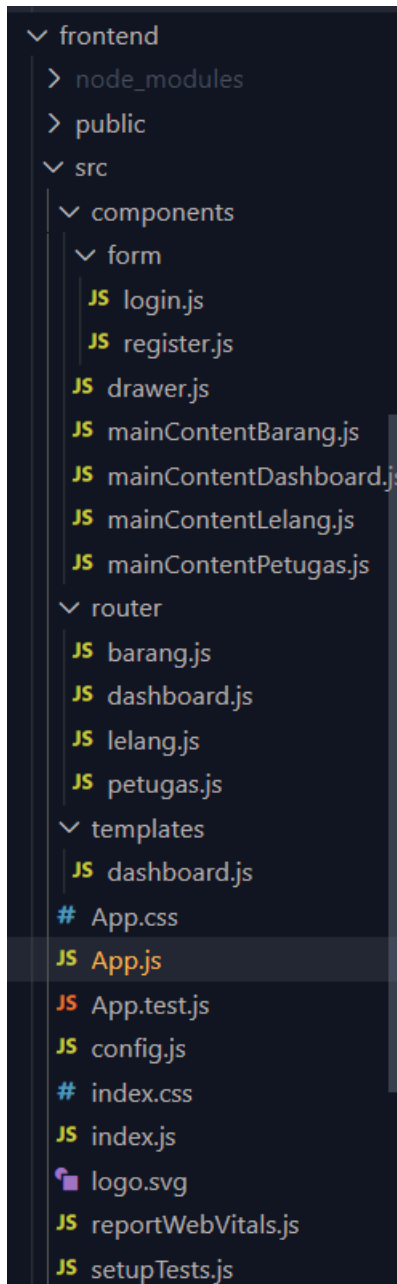 frontend
node_modules
public
src
components
form
JS login.js
JS register.js
JS drawer.js
JS mainContentBarang.js
JS mainContentDashboard.js
JS mainContentLelang.js
JS mainContentPetugas.js
router
JS barang.js
JS dashboard.js
JS lelang.js
JS petugas.js
templates
JS dashboard.js
# App.css
JS App.js
JS App.test.js
JS config.js
# index.css
JS index.js
logo.svg
JS reportWebVitals.js
JS setupTests.js